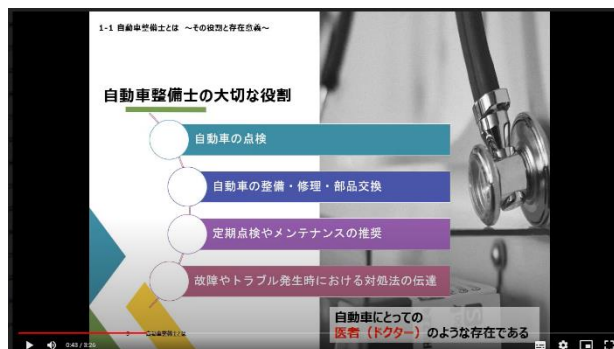 1-1 自動車整備士とは ～その役割と存在意義～
自動車整備士の大切な役割
自動車の点検
自動車の整備・修理・部品交換
定期点検やメンテナンスの推奨
故障やトラブル発生時における対処法の伝達
自動車にとっての
医者（ドクター）のような存在である
0:43 / 3:26